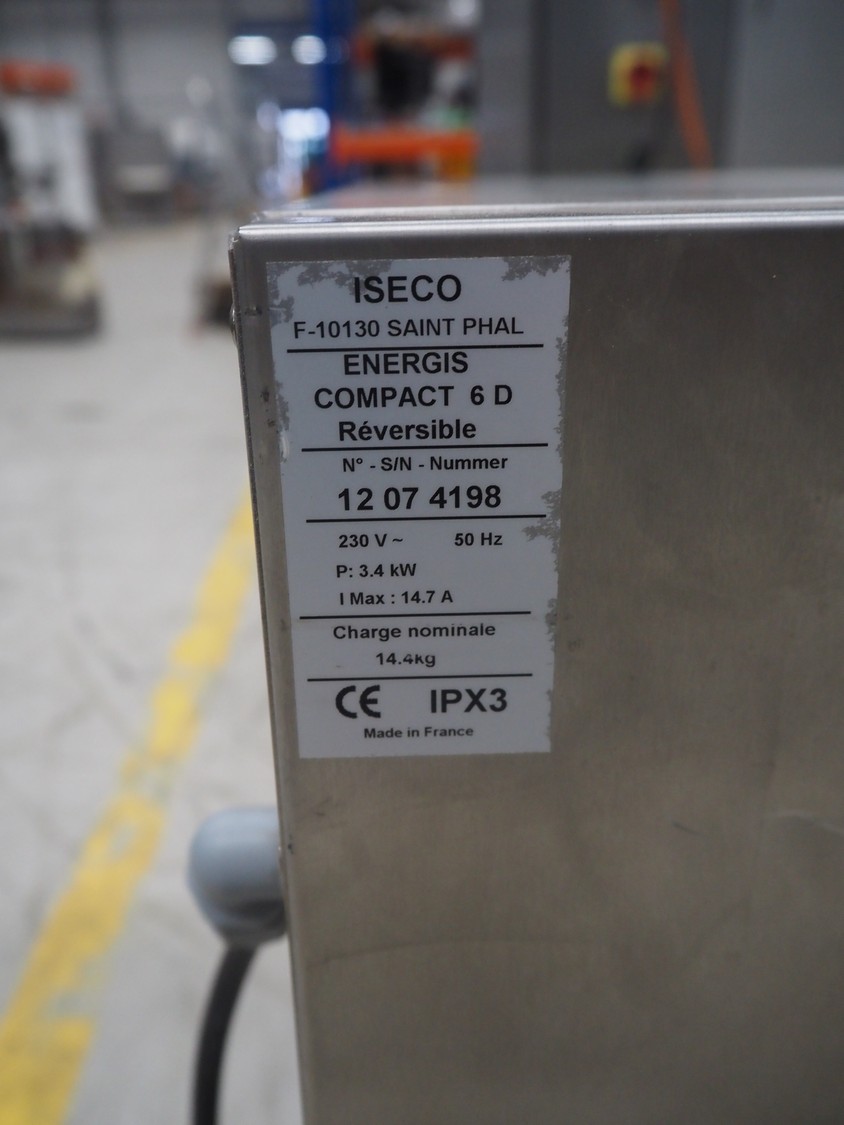 ISECO
F-10130 SAINT PHAL
ENERGIS
COMPACT 6 D
Réversible
N° - S/N - Nummer
12 07 4198
230 V ~ 50 Hz
P: 3.4 kW
I Max : 14.7 A
Charge nominale
14.4kg
CE IPX3
Made in France